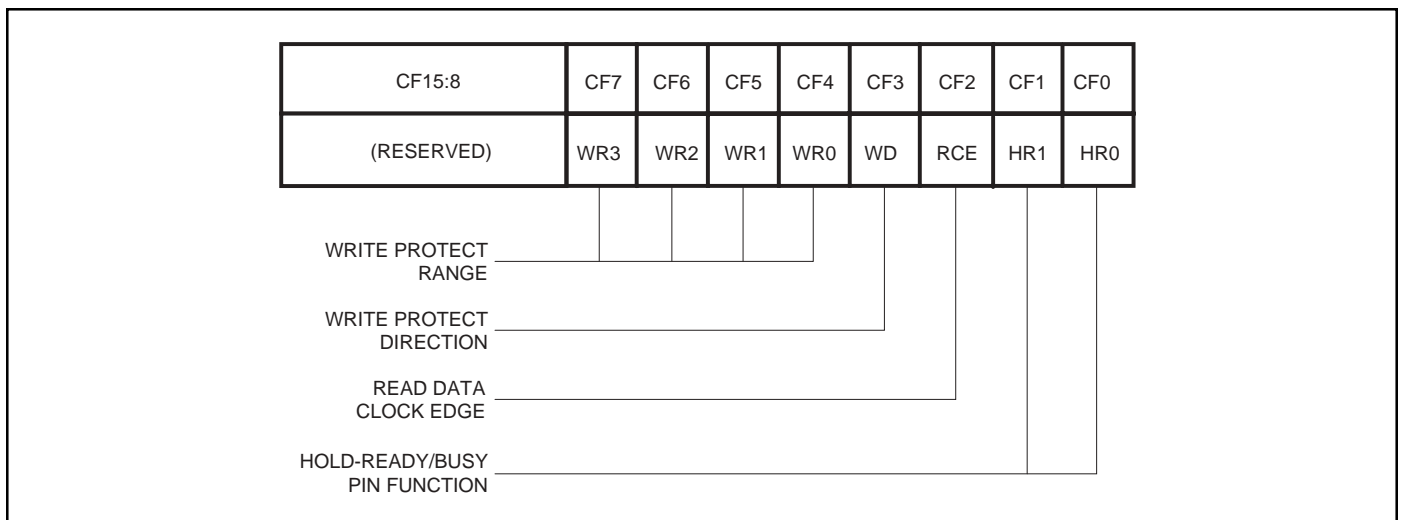 CF15:8 CF7 CF6 CF5 CF4 CF3 CF2 CF1 CF0
(RESERVED) WR3 WR2 WR1 WR0 WD RCE HR1 HR0
WRITE PROTECT
RANGE
WRITE PROTECT
DIRECTION
READ DATA
CLOCK EDGE
HOLD-READY/BUSY
PIN FUNCTION